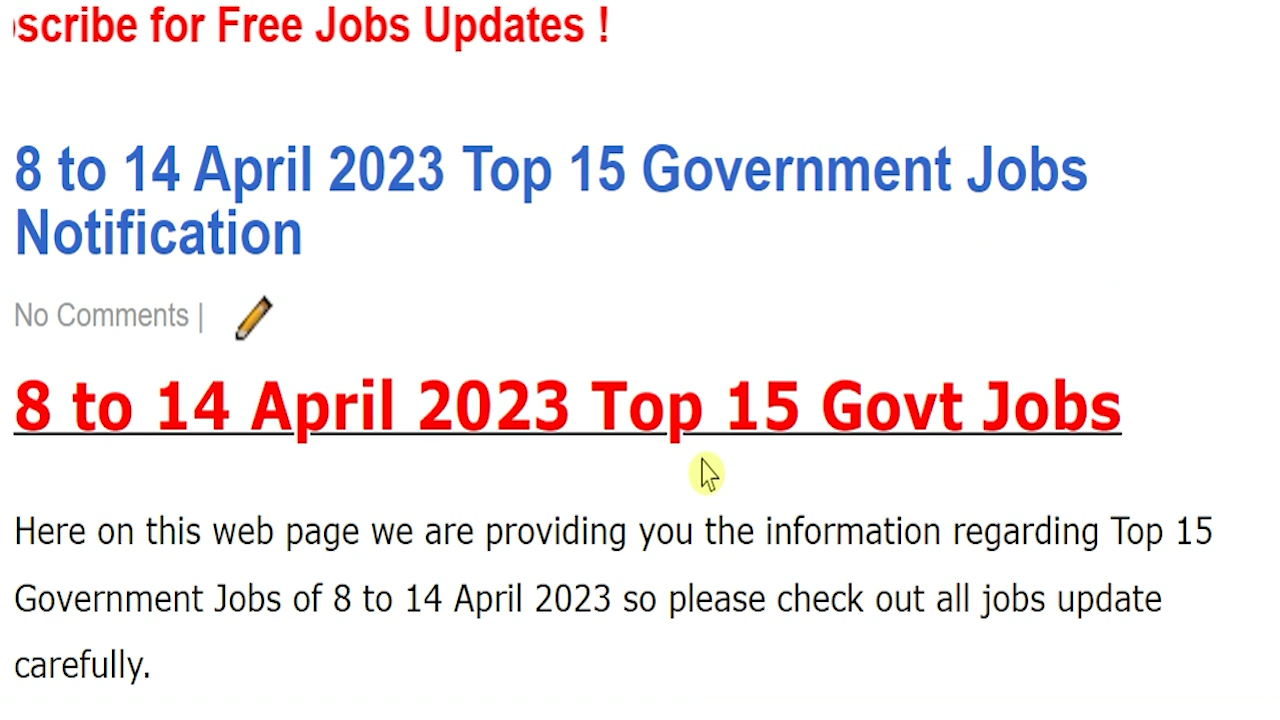 for Free Jobs Updates !
8 to 14 April 2023 Top 15 Government Jobs
Notification
No Comments |
8 to 14 April 2023 Top 15 Govt Jobs
Here on this web page we are providing you the information regarding Top 15
Government Jobs of 8 to 14 April 2023 so please check out all jobs update
carefully.